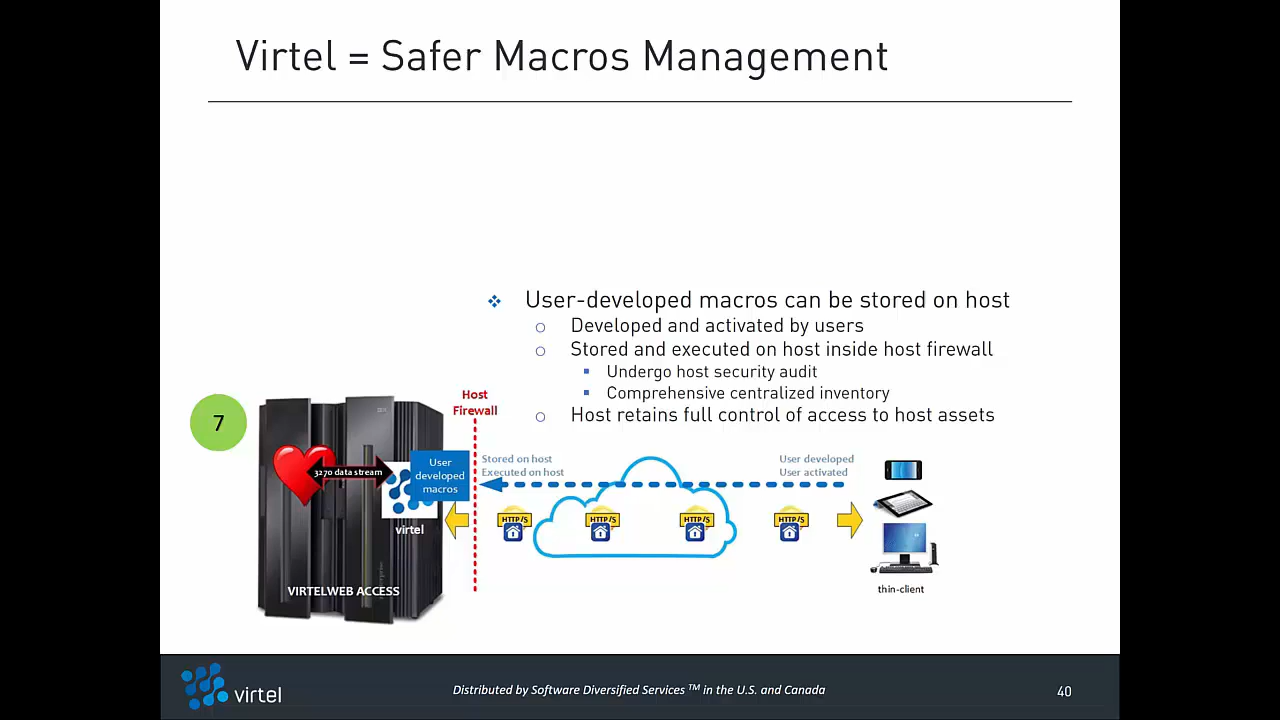 Virtel = Safer Macros Management
User-developed macros can be stored on host
Developed and activated by users
Stored and executed on host inside host firewall
Undergo host security audit
Comprehensive centralized inventory
Host retains full control of access to host assets
7
Host
Firewall
3270 data stream
User
developed
macros
virtel
VIRTELWEB ACCESS
Stored on host
Executed on host
User developed
User activated
HTTP/S
HTTP/S
HTTP/S
HTTP/S
thin-client
virtel
Distributed by Software Diversified Services TM in the U.S. and Canada
40